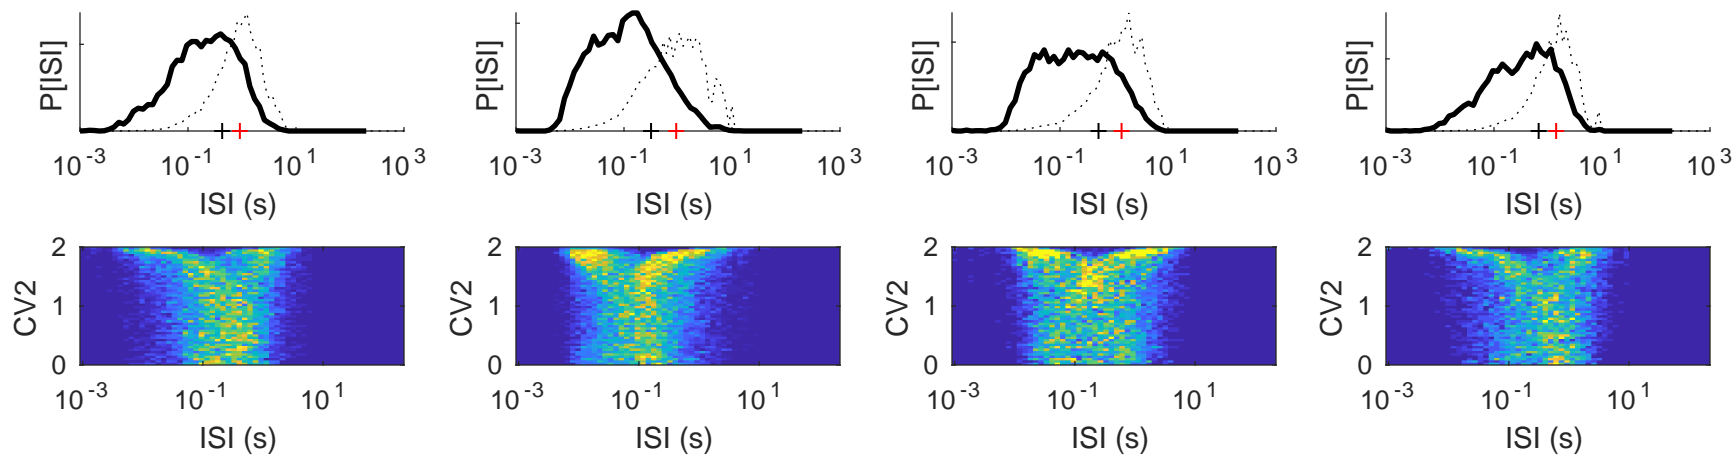 P[ISI] P[ISI] P[ISI] P[ISI]
10^-3 10^-1 10^1 10^3 10^-3 10^-1 10^1 10^3 10^-3 10^-1 10^1 10^3 10^-3 10^-1 10^1 10^3
ISI (s) ISI (s) ISI (s) ISI (s)
CV2 2 1 0 CV2 2 1 0 CV2 2 1 0 CV2 2 1 0
10^-3 10^-1 10^1 10^-3 10^-1 10^1 10^-3 10^-1 10^1 10^-3 10^-1 10^1
ISI (s) ISI (s) ISI (s) ISI (s)